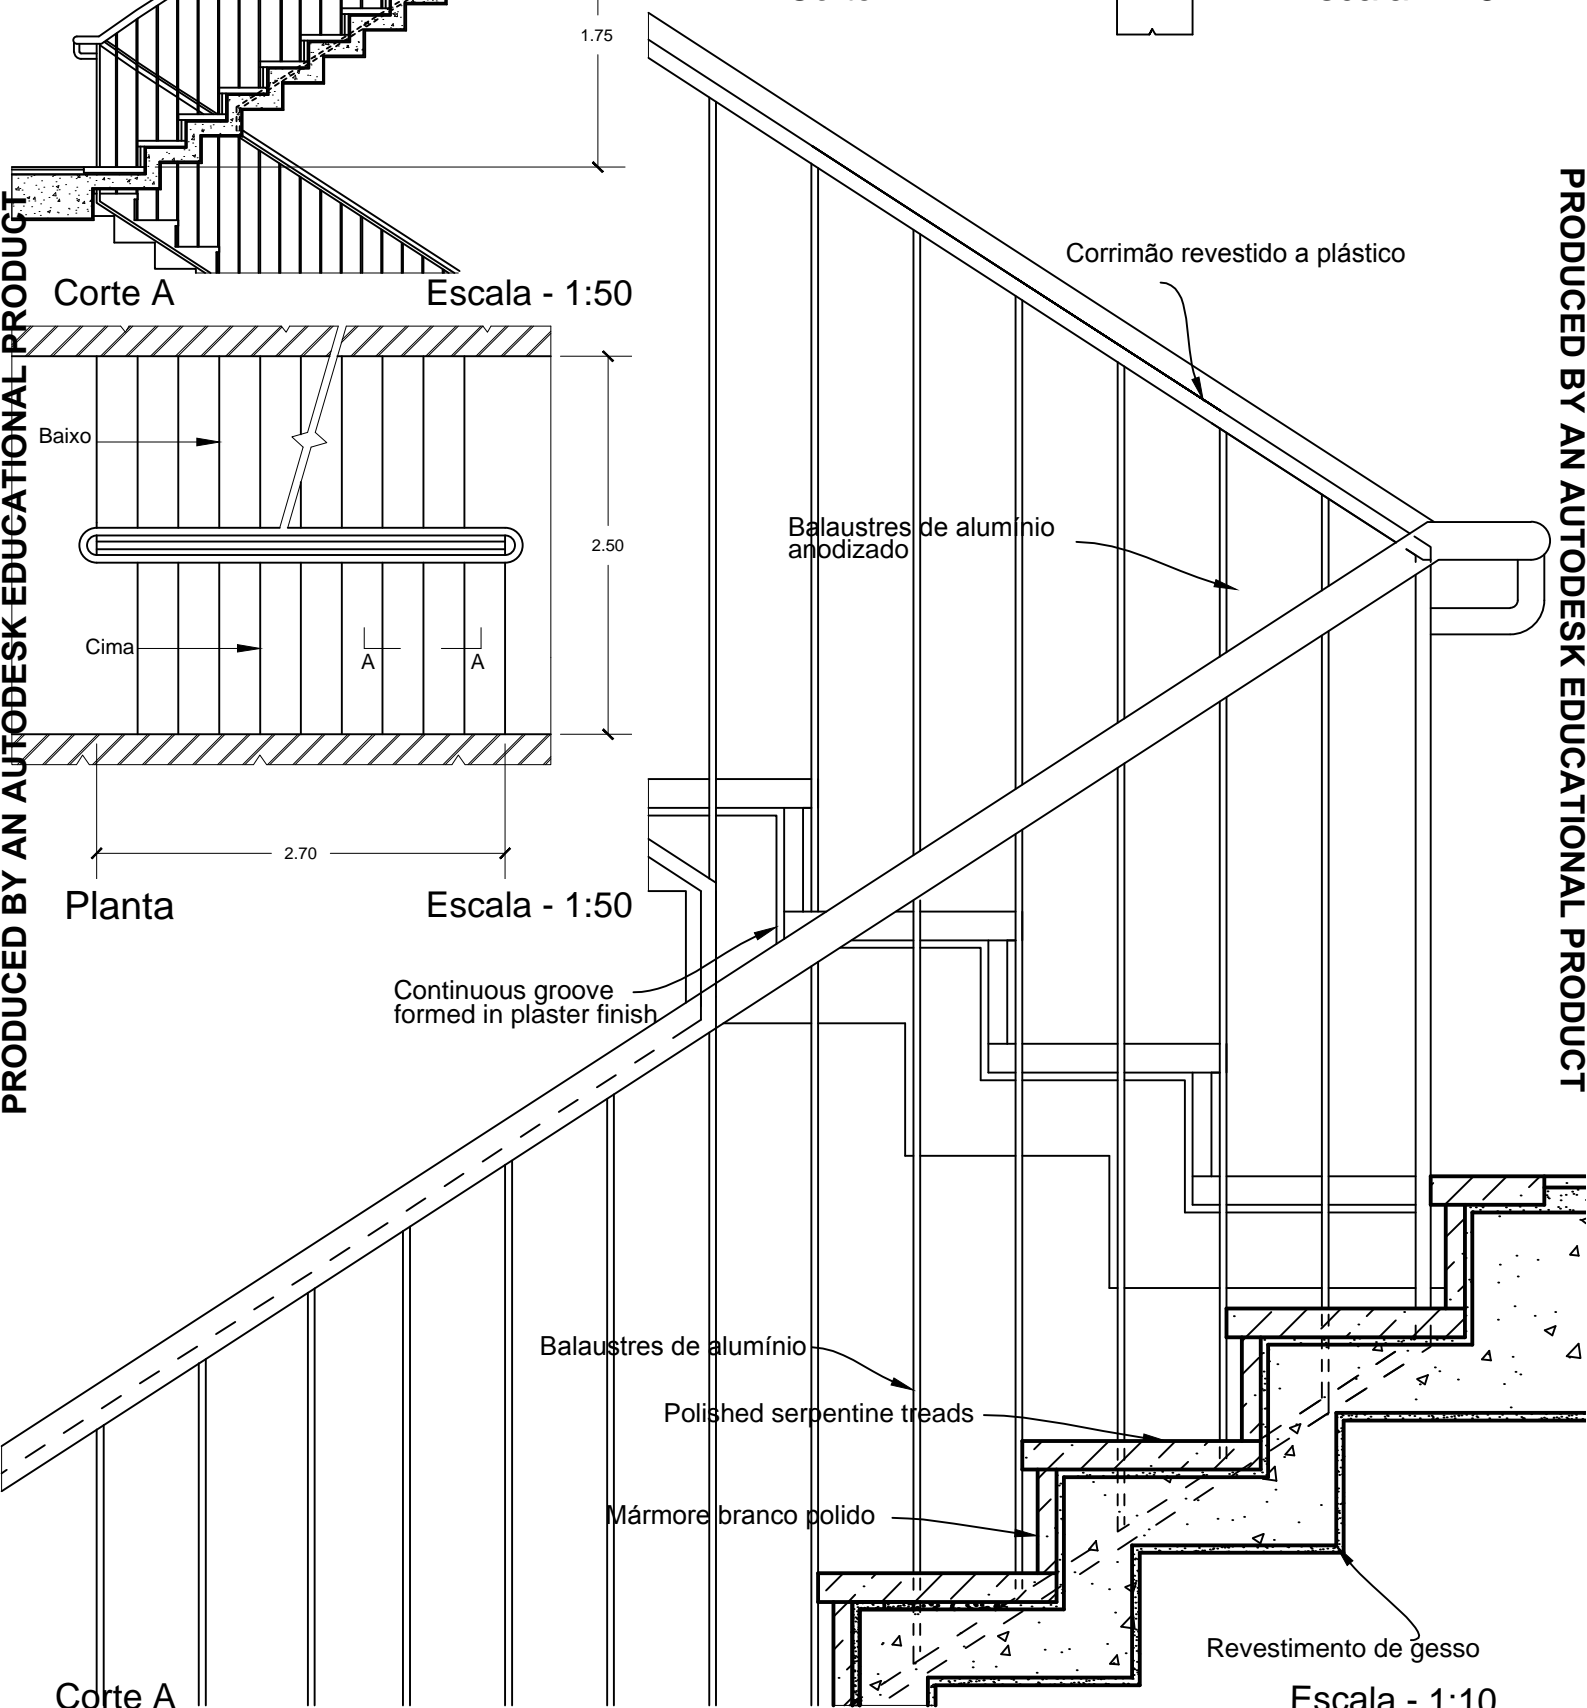 1.75
Corte A
Escala - 1:50
PRODUCED BY AN AUTODESK EDUCATIONAL PRODUCT
PRODUCED BY AN AUTODESK EDUCATIONAL PRODUCT
Corrimão revestido a plástico
Baixo
Balaustres de alumínio
anodizado
2.50
Cima
A
A
2.70
Planta
Escala - 1:50
Continuous groove
formed in plaster finish
Balaustres de alumínio
Polished serpentine treads
Mármore branco polido
Revestimento de gesso
Corte A
Escala - 1:10